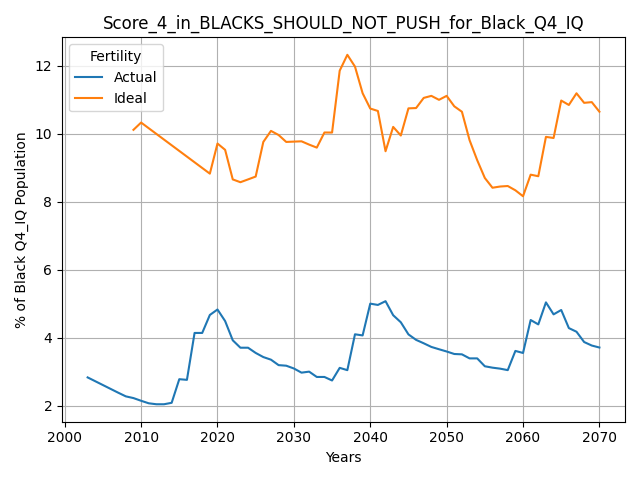 Score_4_in_BLACKS_SHOULD_NOT_PUSH_for_Black_Q4_IQ
Fertility
Actual
Ideal
% of Black Q4_IQ Population
12
10
8
6
4
2
2000 2010 2020 2030 2040 2050 2060 2070
Years